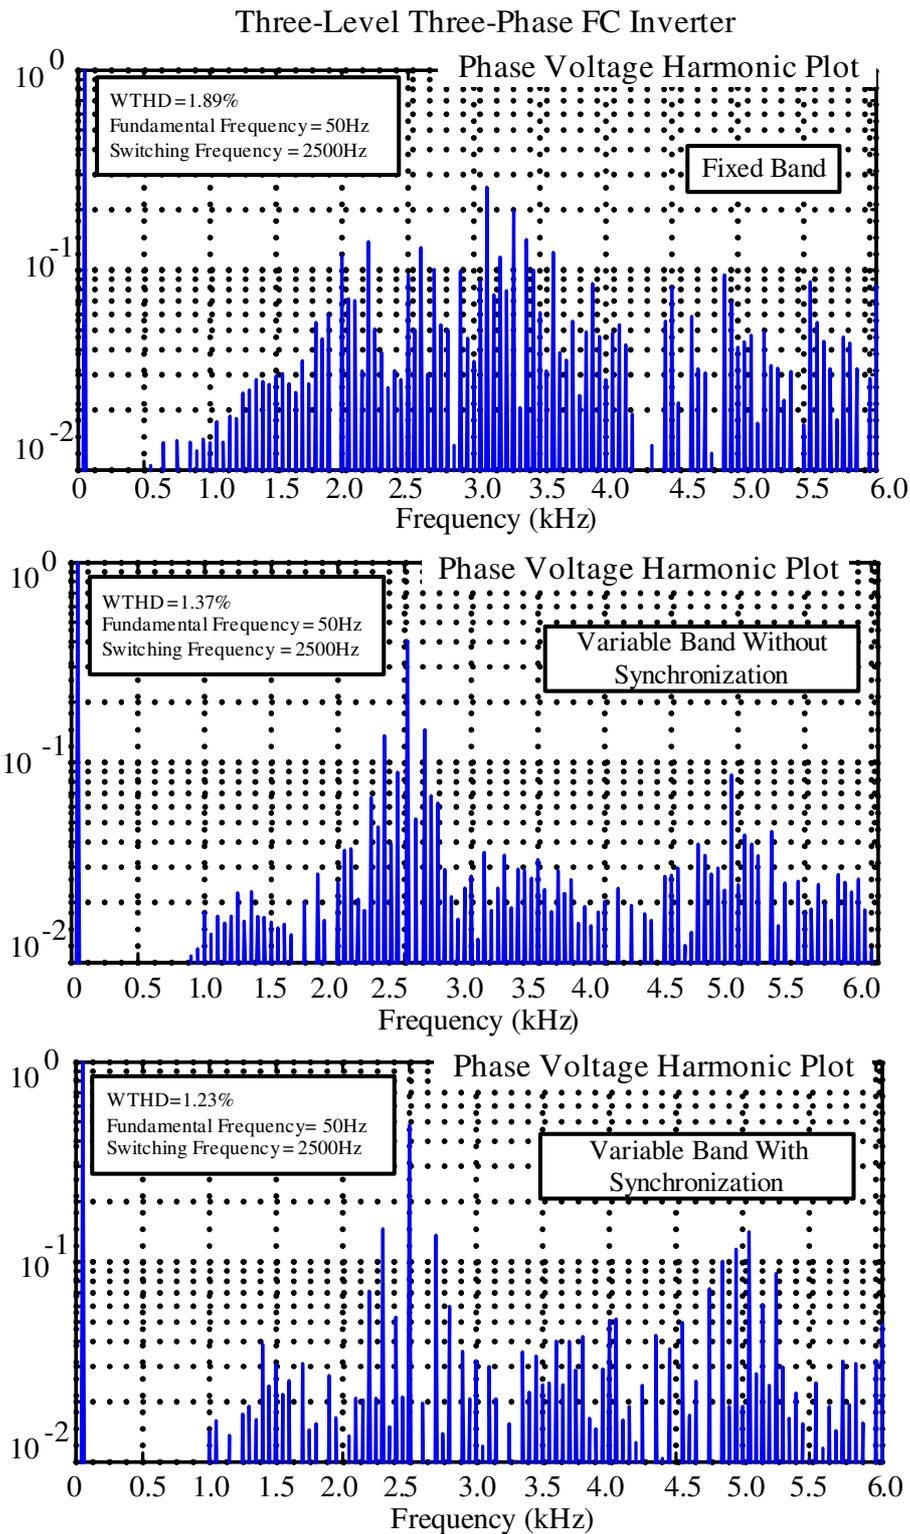 Three-Level Three-Phase FC Inverter
10^0
Phase Voltage Harmonic Plot
WTHD=1.89%
Fundamental Frequency = 50Hz
Switching Frequency = 2500Hz
Fixed Band
10^-1
10^-2
0 0.5 1.0 1.5 2.0 2.5 3.0 3.5 4.0 4.5 5.0 5.5 6.0
Frequency (kHz)
10^0
Phase Voltage Harmonic Plot
WTHD=1.37%
Fundamental Frequency = 50Hz
Switching Frequency = 2500Hz
Variable Band Without
Synchronization
10^-1
10^-2
0 0.5 1.0 1.5 2.0 2.5 3.0 3.5 4.0 4.5 5.0 5.5 6.0
Frequency (kHz)
10^0
Phase Voltage Harmonic Plot
WTHD=1.23%
Fundamental Frequency= 50Hz
Switching Frequency = 2500Hz
Variable Band With
Synchronization
10^-1
10^-2
0 0.5 1.0 1.5 2.0 2.5 3.0 3.5 4.0 4.5 5.0 5.5 6.0
Frequency (kHz)